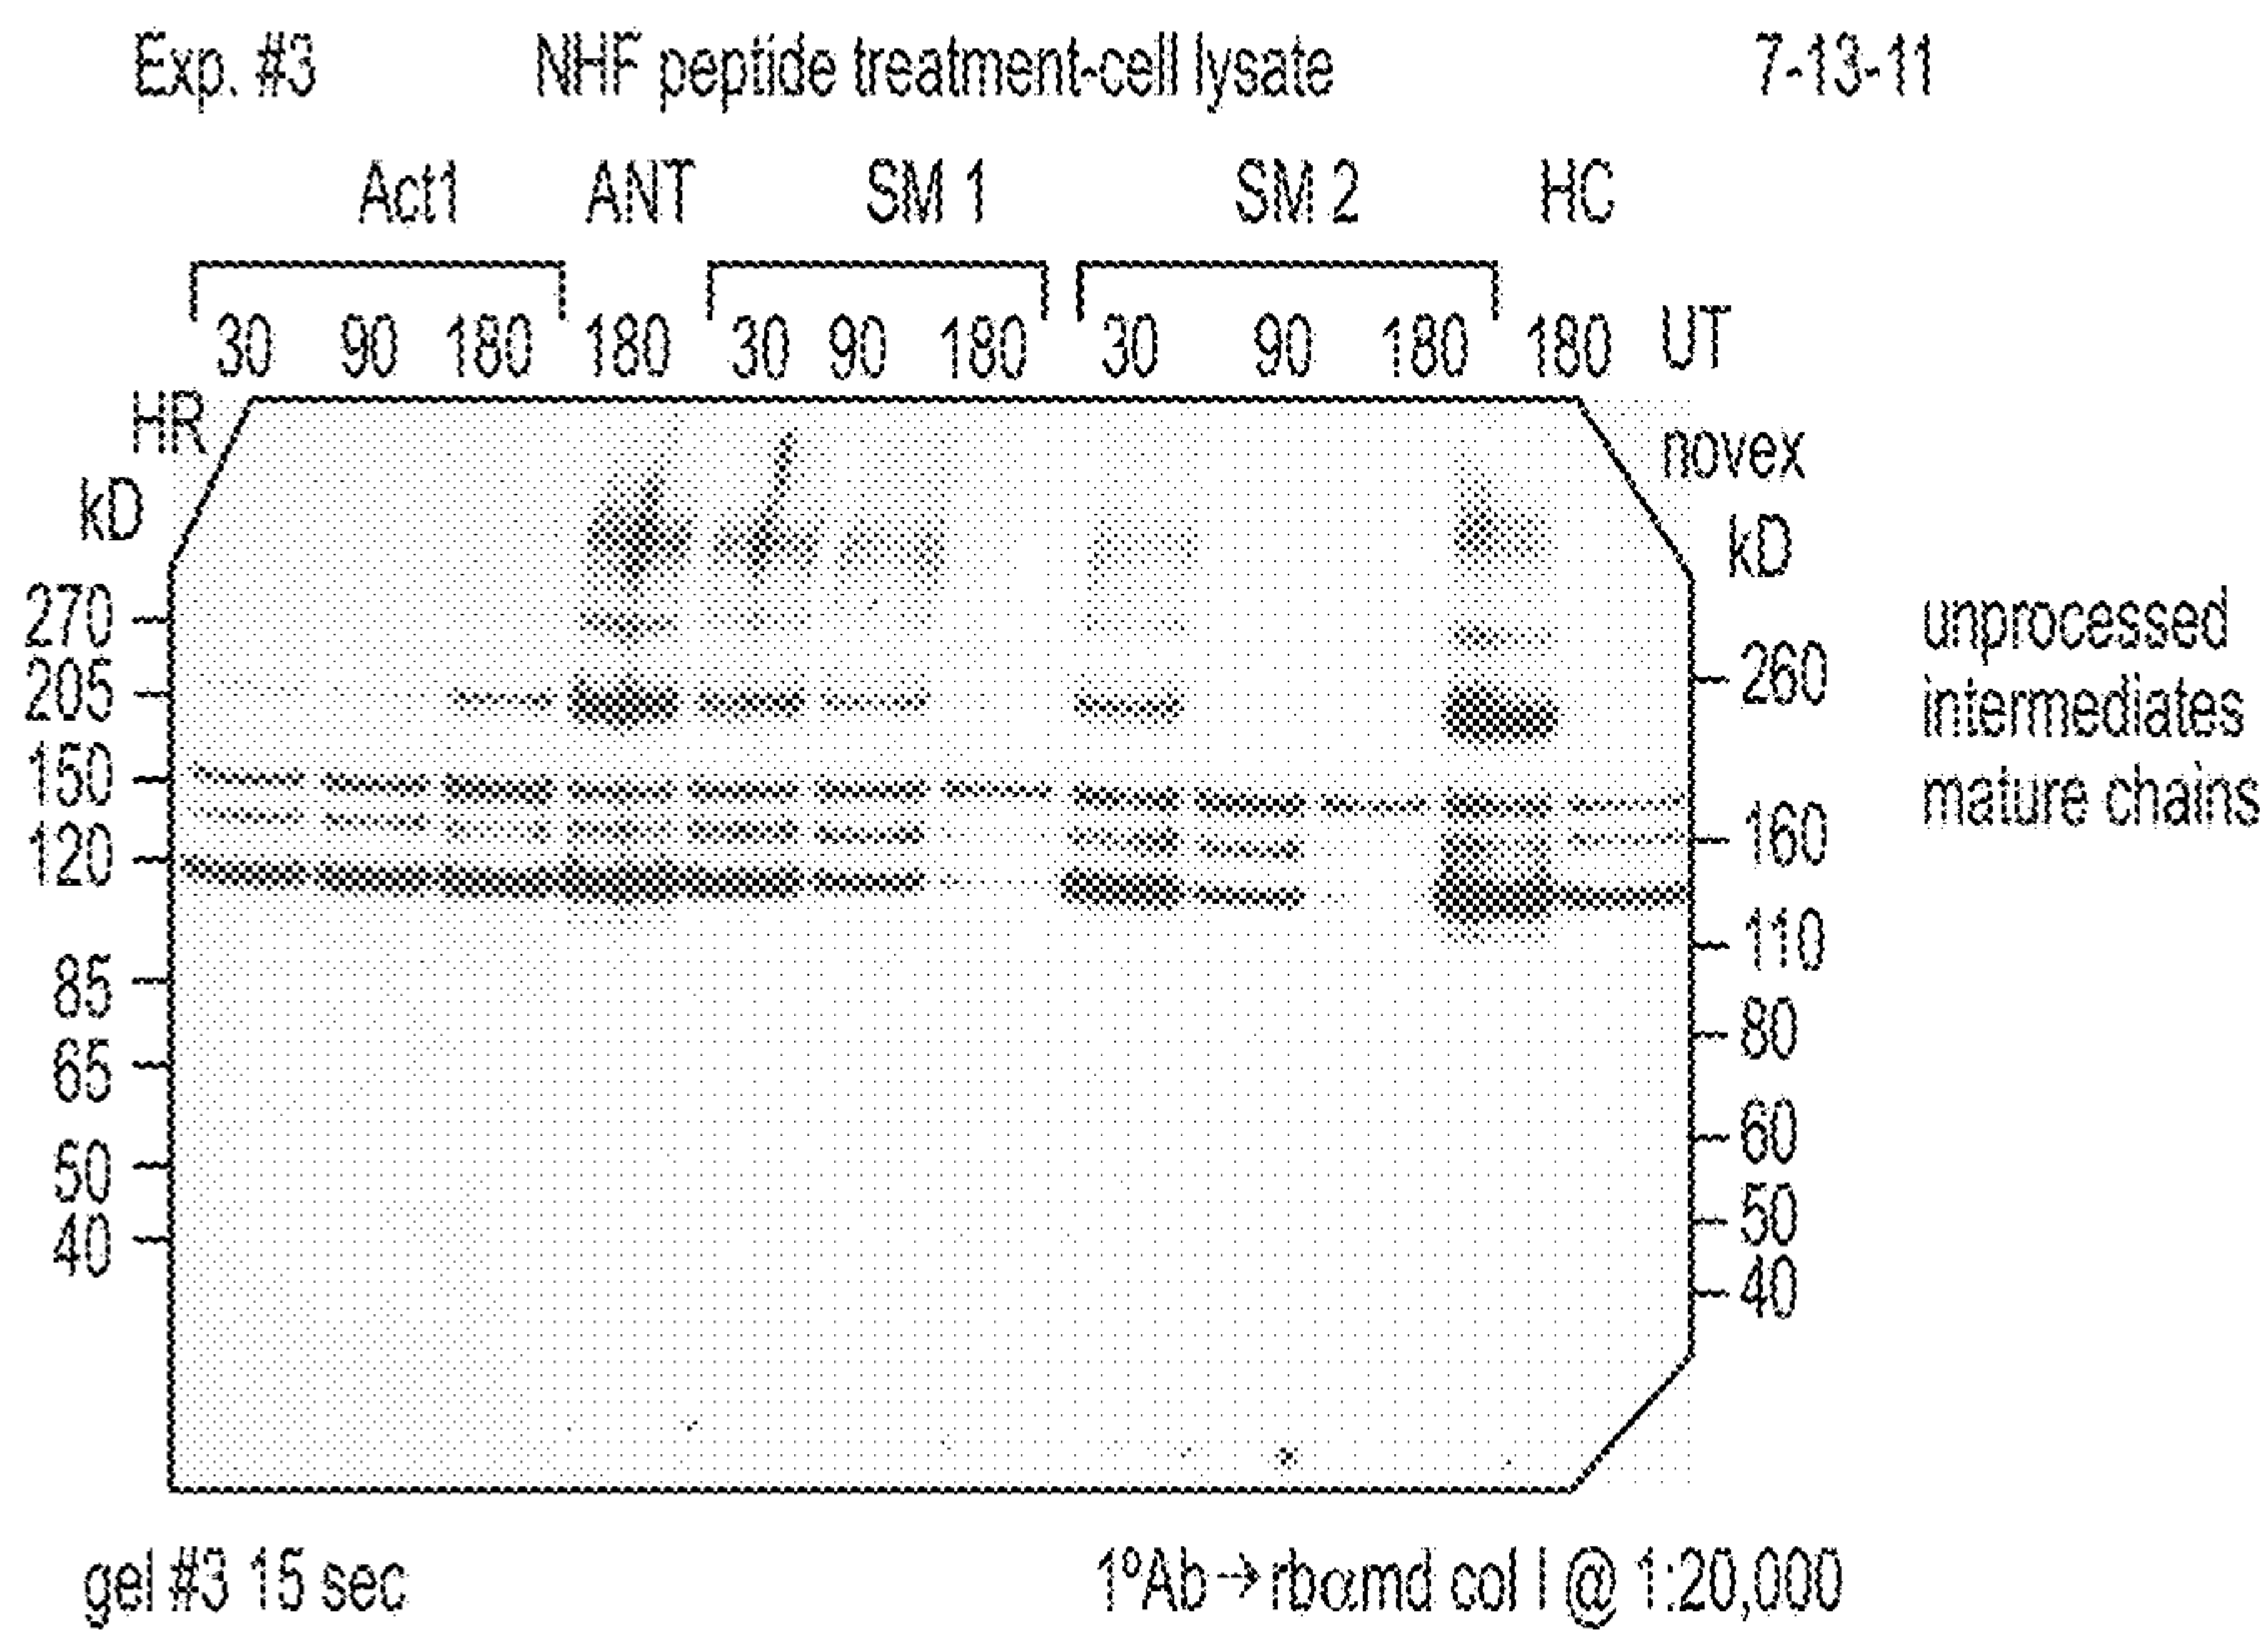 Exp. #3 NHF peptide treatment-cell lysate 7-13-11
Act1 ANT SM 1 SM 2 HC
30 90 180 180 30 90 180 30 90 180 180 UT
HR novex
kD kD
270
205
150
120
85
65
50
40
260
160
110
80
60
50
40
unprocessed
intermediates
mature chains
gel #3 15 sec 1ºAb→rbαmd col I @ 1:20,000